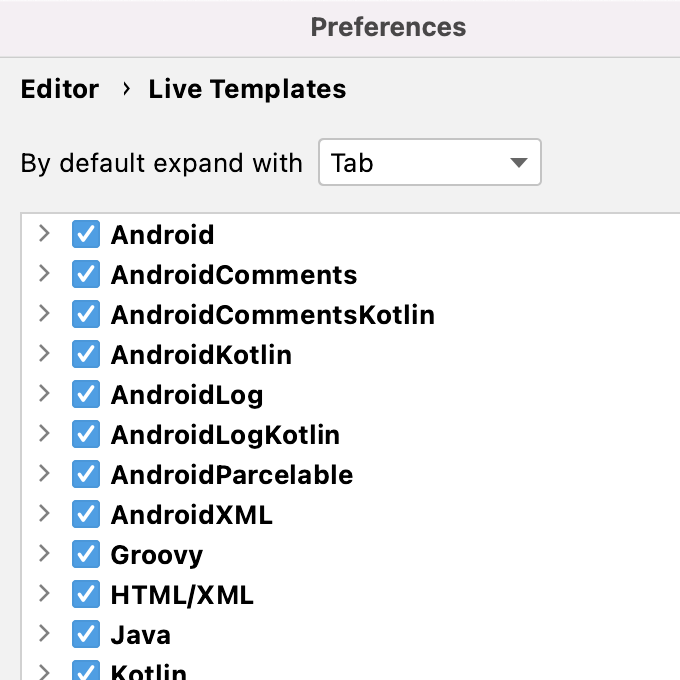 Preferences
Editor › Live Templates
By default expand with Tab
Android
AndroidComments
AndroidCommentsKotlin
AndroidKotlin
AndroidLog
AndroidLogKotlin
AndroidParcelable
AndroidXML
Groovy
HTML/XML
Java
Kotlin